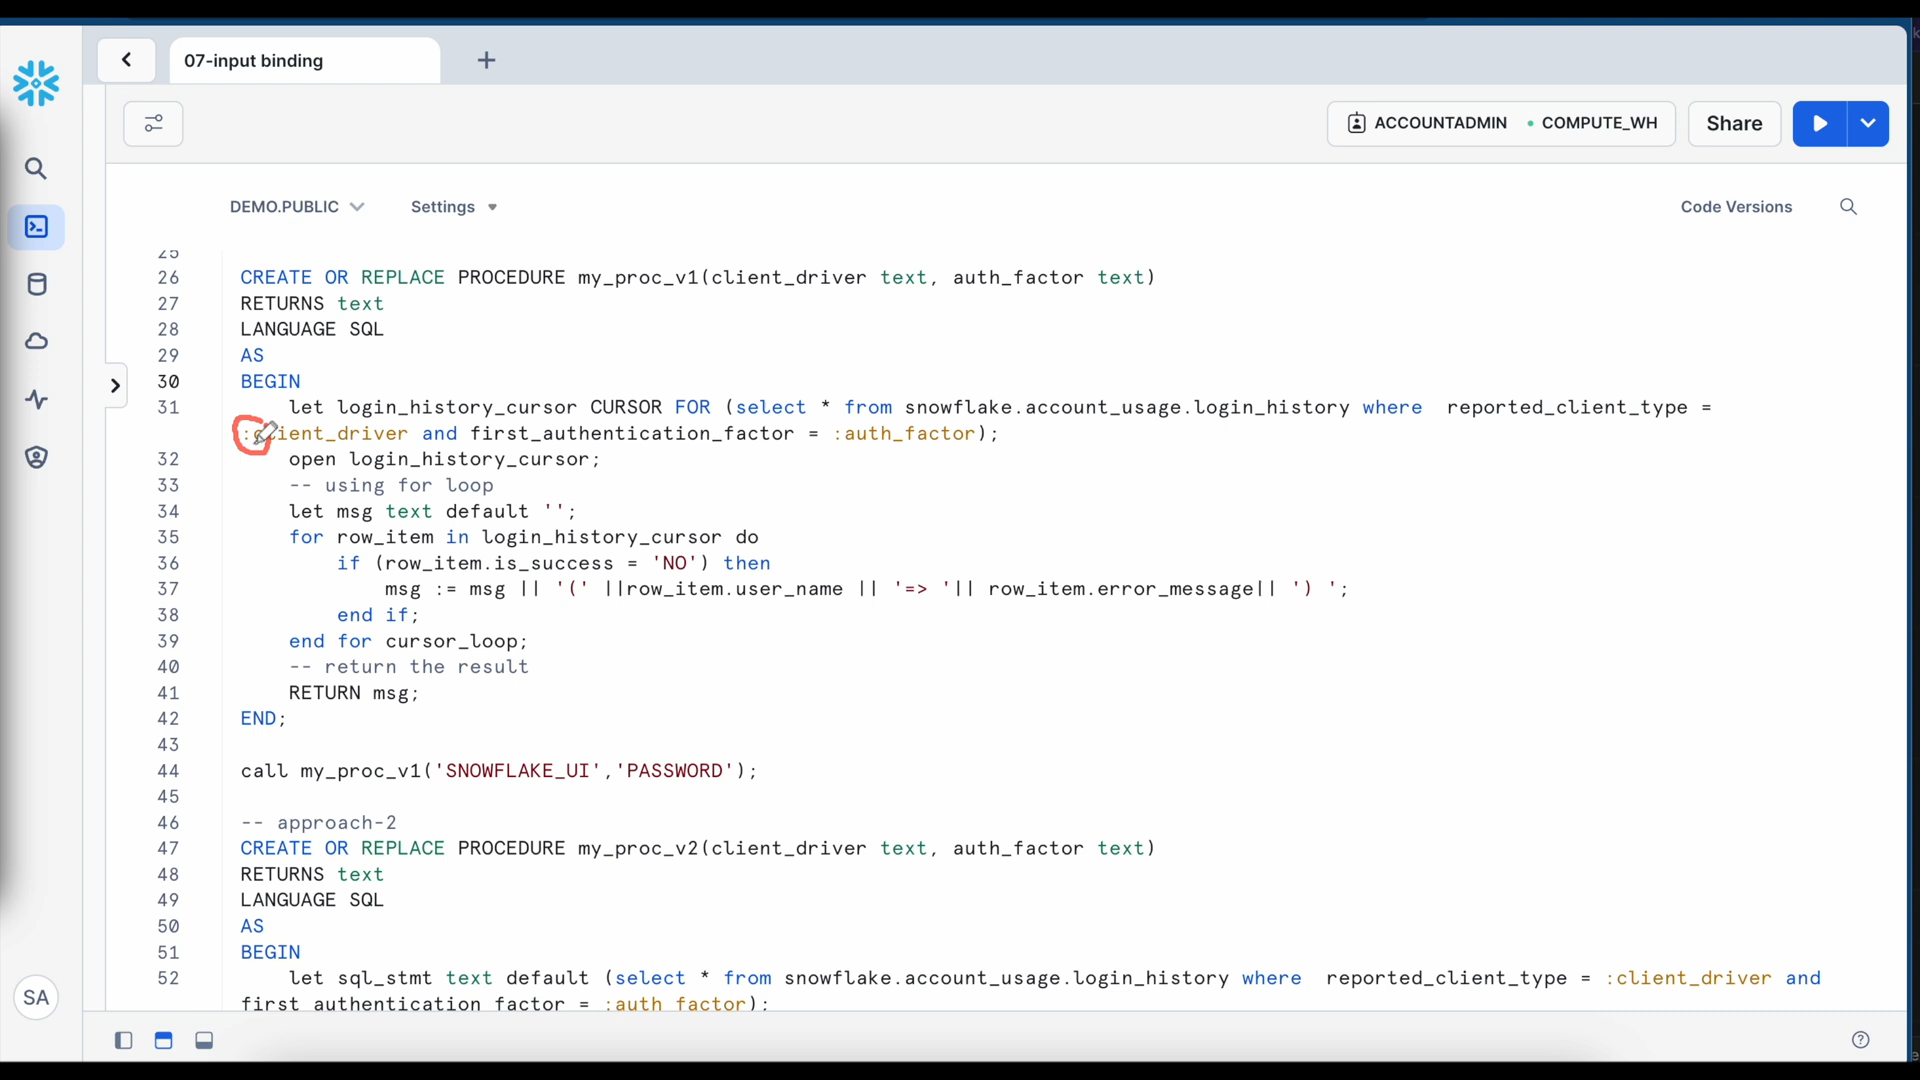 07-input binding
ACCOUNTADMIN COMPUTE_WH
Share
DEMO.PUBLIC
Settings
Code Versions
25
26 CREATE OR REPLACE PROCEDURE my_proc_v1(client_driver text, auth_factor text)
27 RETURNS text
28 LANGUAGE SQL
29 AS
30 BEGIN
31 let login_history_cursor CURSOR FOR (select * from snowflake.account_usage.login_history where reported_client_type =
:client_driver and first_authentication_factor = :auth_factor);
32 open login_history_cursor;
33 -- using for loop
34 let msg text default '';
35 for row_item in login_history_cursor do
36 if (row_item.is_success = 'NO') then
37 msg := msg || '(' ||row_item.user_name || '=> '|| row_item.error_message|| ') ';
38 end if;
39 end for cursor_loop;
40 -- return the result
41 RETURN msg;
42 END;
43
44 call my_proc_v1('SNOWFLAKE_UI','PASSWORD');
45
46 -- approach-2
47 CREATE OR REPLACE PROCEDURE my_proc_v2(client_driver text, auth_factor text)
48 RETURNS text
49 LANGUAGE SQL
50 AS
51 BEGIN
52 let sql_stmt text default (select * from snowflake.account_usage.login_history where reported_client_type = :client_driver and
first_authentication_factor = :auth_factor);
SA